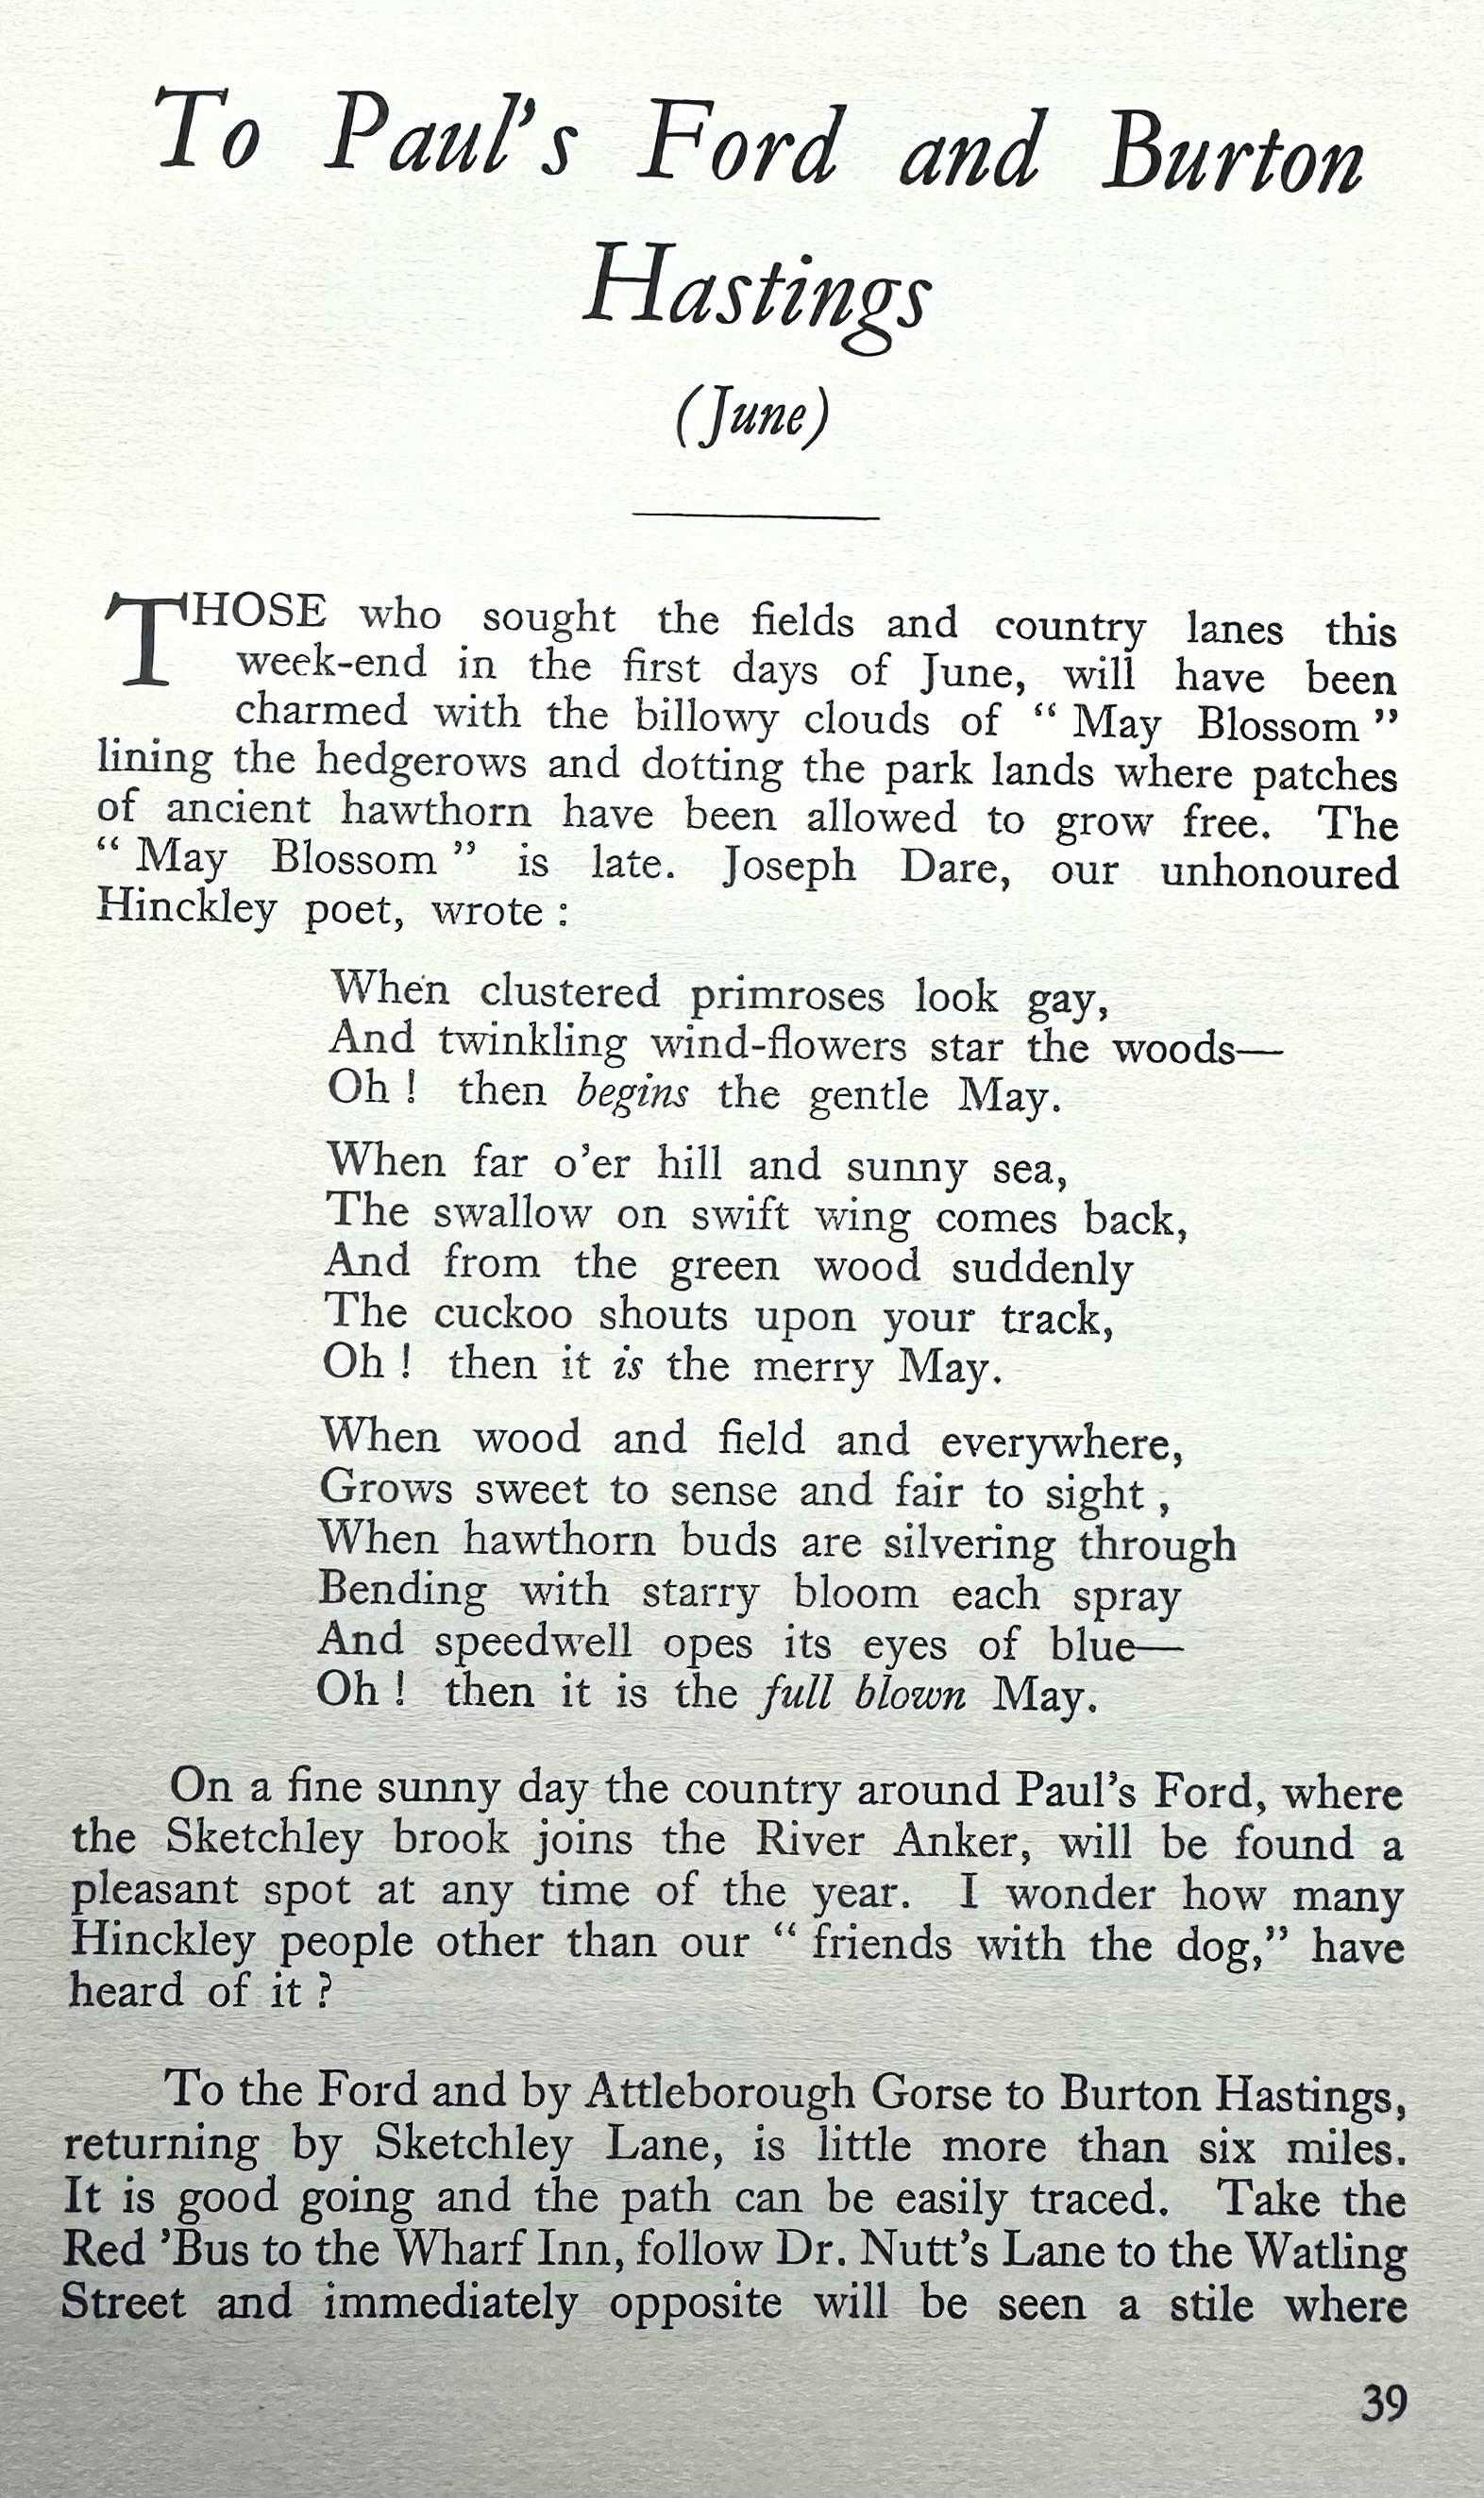 To Paul's Ford and Burton
Hastings
(June)
THOSE who sought the fields and country lanes this
week-end in the first days of June, will have been
charmed with the billowy clouds of “ May Blossom ”
lining the hedgerows and dotting the park lands where patches
of ancient hawthorn have been allowed to grow free. The
“ May Blossom ” is late. Joseph Dare, our unhonoured
Hinckley poet, wrote :
When clustered primroses look gay,
And twinkling wind-flowers star the woods—
Oh ! then begins the gentle May.
When far o'er hill and sunny sea,
The swallow on swift wing comes back,
And from the green wood suddenly
The cuckoo shouts upon your track,
Oh ! then it is the merry May.
When wood and field and everywhere,
Grows sweet to sense and fair to sight ,
When hawthorn buds are silvering through
Bending with starry bloom each spray
And speedwell opes its eyes of blue—
Oh ! then it is the full blown May.
On a fine sunny day the country around Paul's Ford, where
the Sketchley brook joins the River Anker, will be found a
pleasant spot at any time of the year. I wonder how many
Hinckley people other than our “ friends with the dog,” have
heard of it ?
To the Ford and by Attleborough Gorse to Burton Hastings,
returning by Sketchley Lane, is little more than six miles.
It is good going and the path can be easily traced. Take the
Red 'Bus to the Wharf Inn, follow Dr. Nutt's Lane to the Watling
Street and immediately opposite will be seen a stile where
39